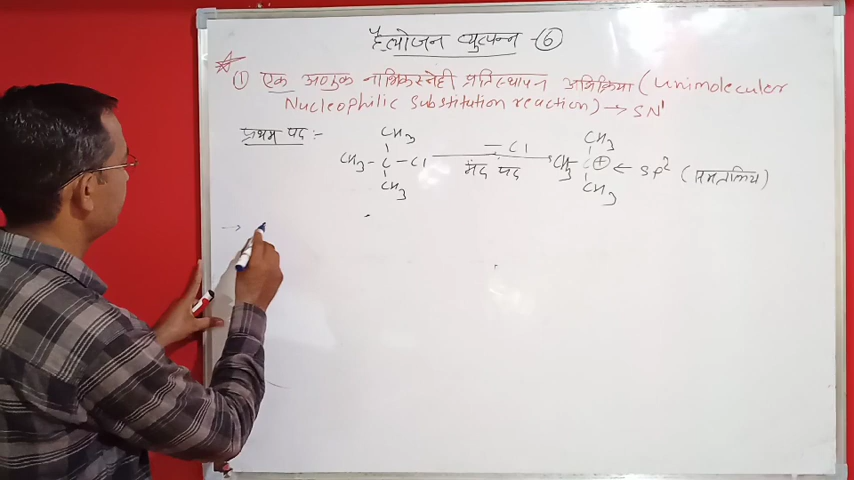 हैलोजन व्युत्पन्न -⑥
① एक अणुक नाभिकस्नेही प्रतिस्थापन अभिक्रिया (Unimolecular
Nucleophilic Substitution reaction) → SN¹
प्रथम पद :-
CH₃ CH₃
CH₃ - C - Cl → CH₃ - C ⊕ ← SP² (समतलीय)
– Cl
मंद पद
CH₃ CH₃
→